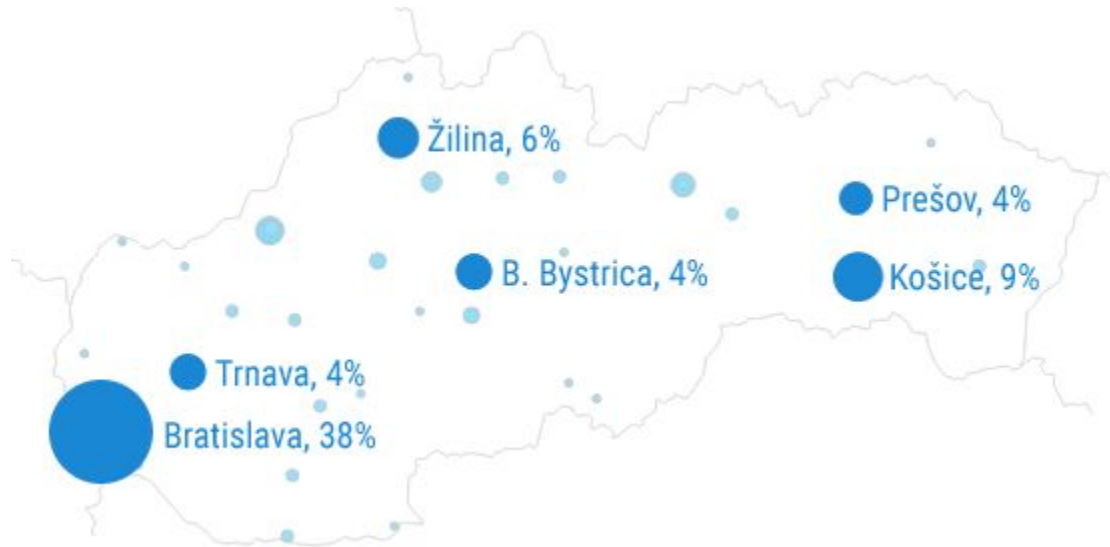 Žilina, 6%
Prešov, 4%
B. Bystrica, 4%
Košice, 9%
Trnava, 4%
Bratislava, 38%